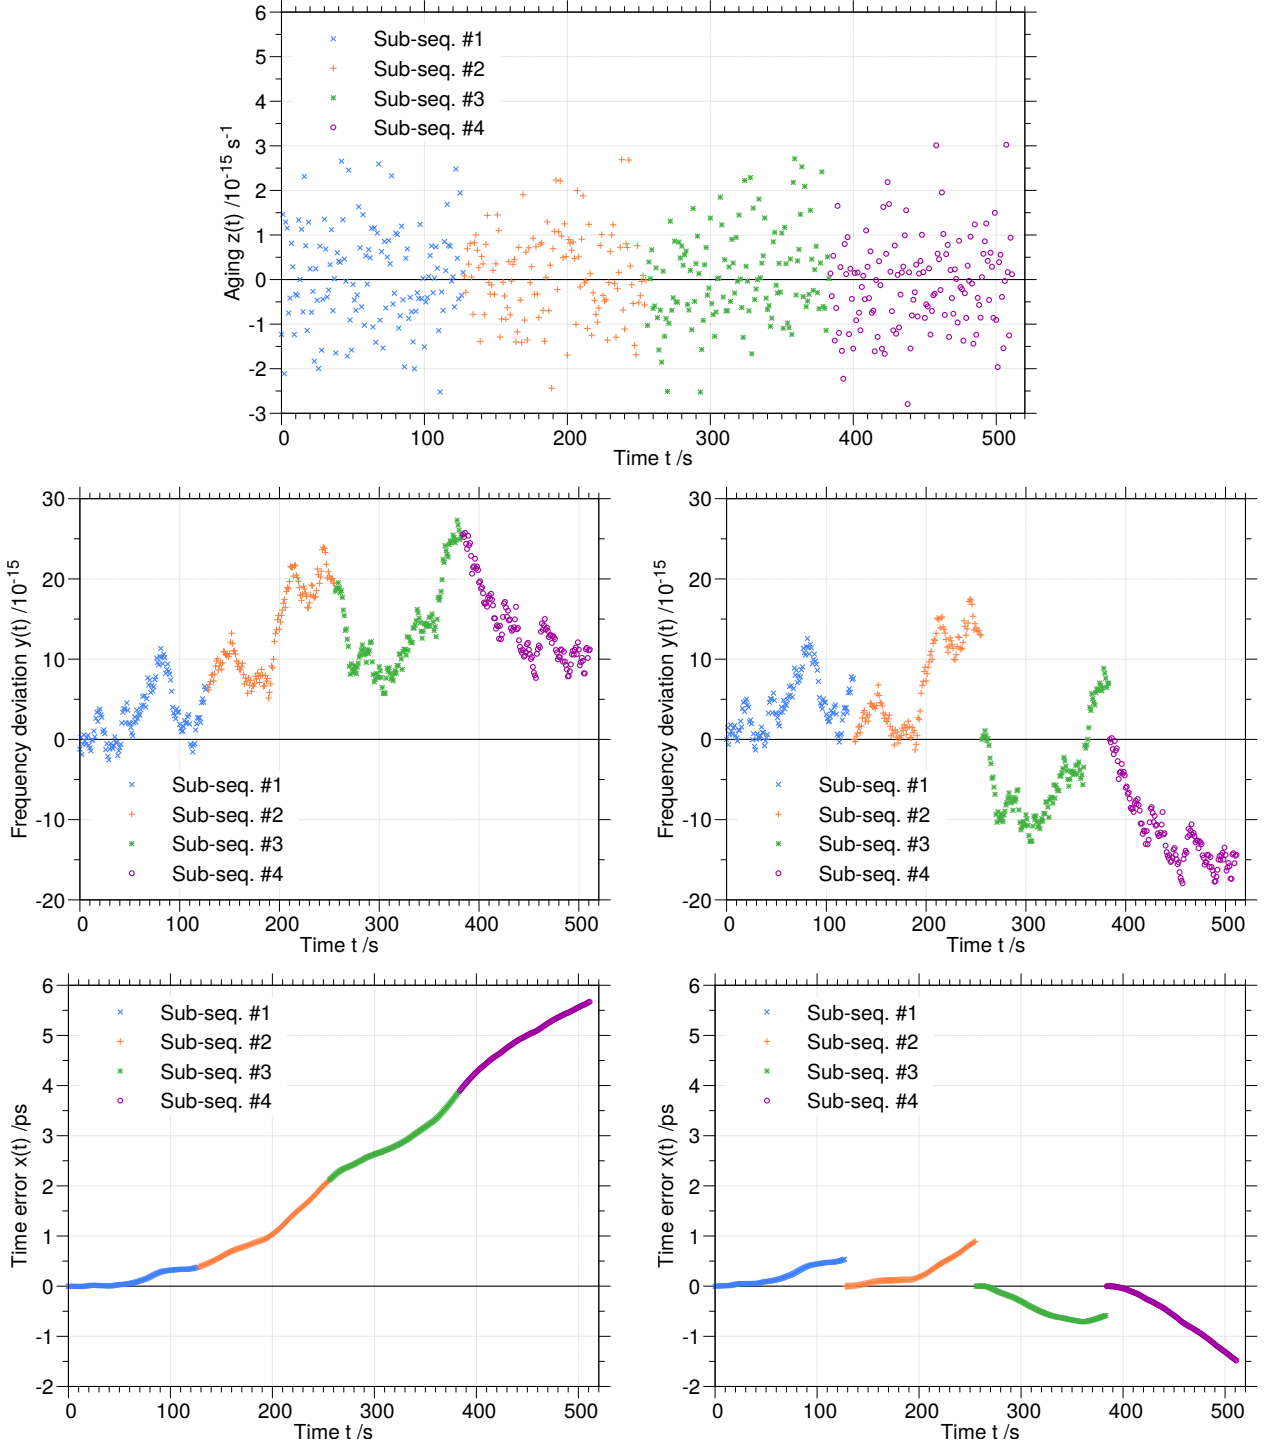 6
5
4
3
2
1
0
-1
-2
-3
Aging z(t) /10-15 s-1
Sub-seq. #1
Sub-seq. #2
Sub-seq. #3
Sub-seq. #4
0 100 200 300 400 500
Time t /s
30
20
10
0
-10
-20
Frequency deviation y(t) /10-15
Sub-seq. #1
Sub-seq. #2
Sub-seq. #3
Sub-seq. #4
0 100 200 300 400 500
Time t /s
30
20
10
0
-10
-20
Frequency deviation y(t) /10-15
Sub-seq. #1
Sub-seq. #2
Sub-seq. #3
Sub-seq. #4
0 100 200 300 400 500
Time t /s
6
5
4
3
2
1
0
-1
-2
Time error x(t) /ps
Sub-seq. #1
Sub-seq. #2
Sub-seq. #3
Sub-seq. #4
0 100 200 300 400 500
Time t /s
6
5
4
3
2
1
0
-1
-2
Time error x(t) /ps
Sub-seq. #1
Sub-seq. #2
Sub-seq. #3
Sub-seq. #4
0 100 200 300 400 500
Time t /s